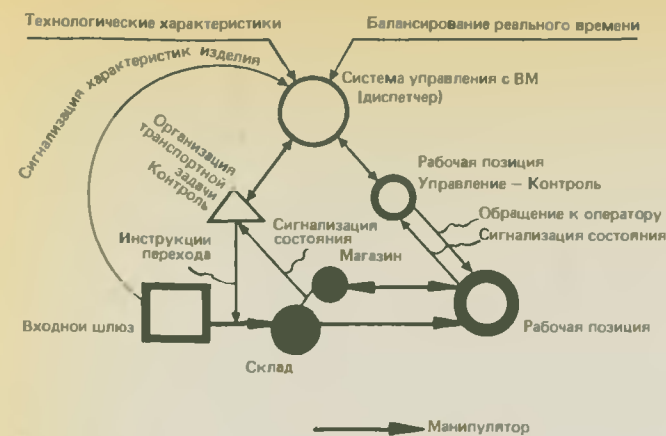 Технологические характеристики
Балансирование реального времени
Сигнализация характеристик изделия
Система управления с ВМ
(диспетчер)
Организация
транспортной
задачи
Контроль
Рабочая позиция
Управление — Контроль
Обращение к оператору
Сигнализация состояния
Инструкции
перехода
Сигнализация
состояния
Магазин
Входной шлюз
Склад
Рабочая позиция
Манипулятор